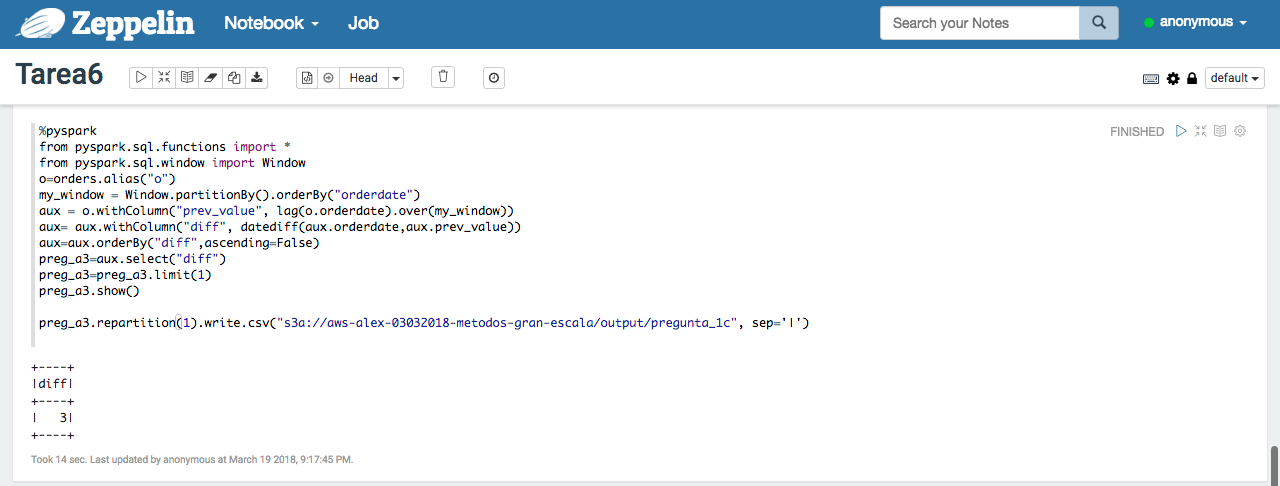 Zeppelin Notebook Job Search your Notes anonymous
Tarea6 Head default
%pyspark FINISHED
from pyspark.sql.functions import *
from pyspark.sql.window import Window
o=orders.alias("o")
my_window = Window.partitionBy().orderBy("orderdate")
aux = o.withColumn("prev_value", lag(o.orderdate).over(my_window))
aux= aux.withColumn("diff", datediff(aux.orderdate,aux.prev_value))
aux=aux.orderBy("diff",ascending=False)
preg_a3=aux.select("diff")
preg_a3=preg_a3.limit(1)
preg_a3.show()
preg_a3.repartition(1).write.csv("s3a://aws-alex-03032018-metodos-gran-escala/output/pregunta_1c", sep='|')
+----+
|diff|
+----+
|   3|
+----+
Took 14 sec. Last updated by anonymous at March 19 2018, 9:17:45 PM.